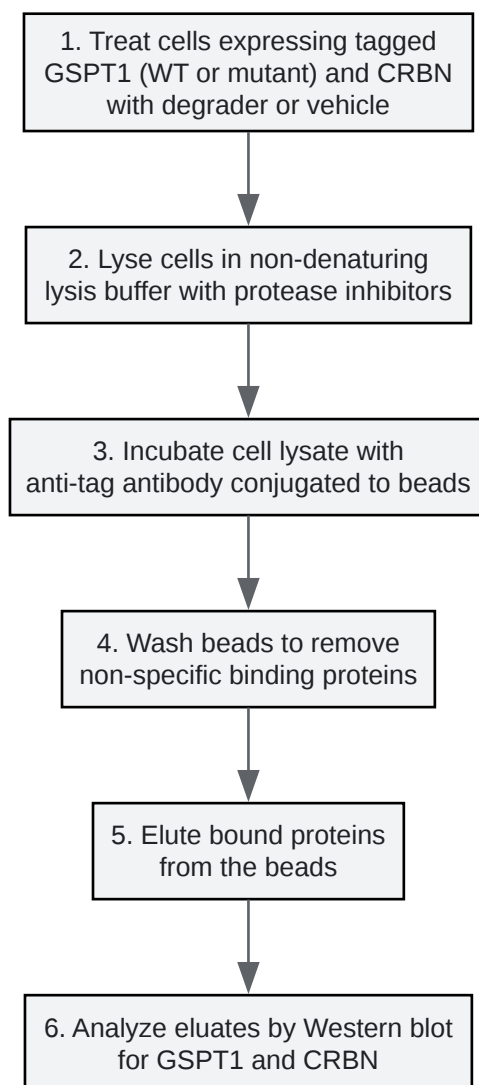 1. Treat cells expressing tagged
GSPT1 (WT or mutant) and CRBN
with degrader or vehicle
2. Lyse cells in non-denaturing
lysis buffer with protease inhibitors
3. Incubate cell lysate with
anti-tag antibody conjugated to beads
4. Wash beads to remove
non-specific binding proteins
5. Elute bound proteins
from the beads
6. Analyze eluates by Western blot
for GSPT1 and CRBN